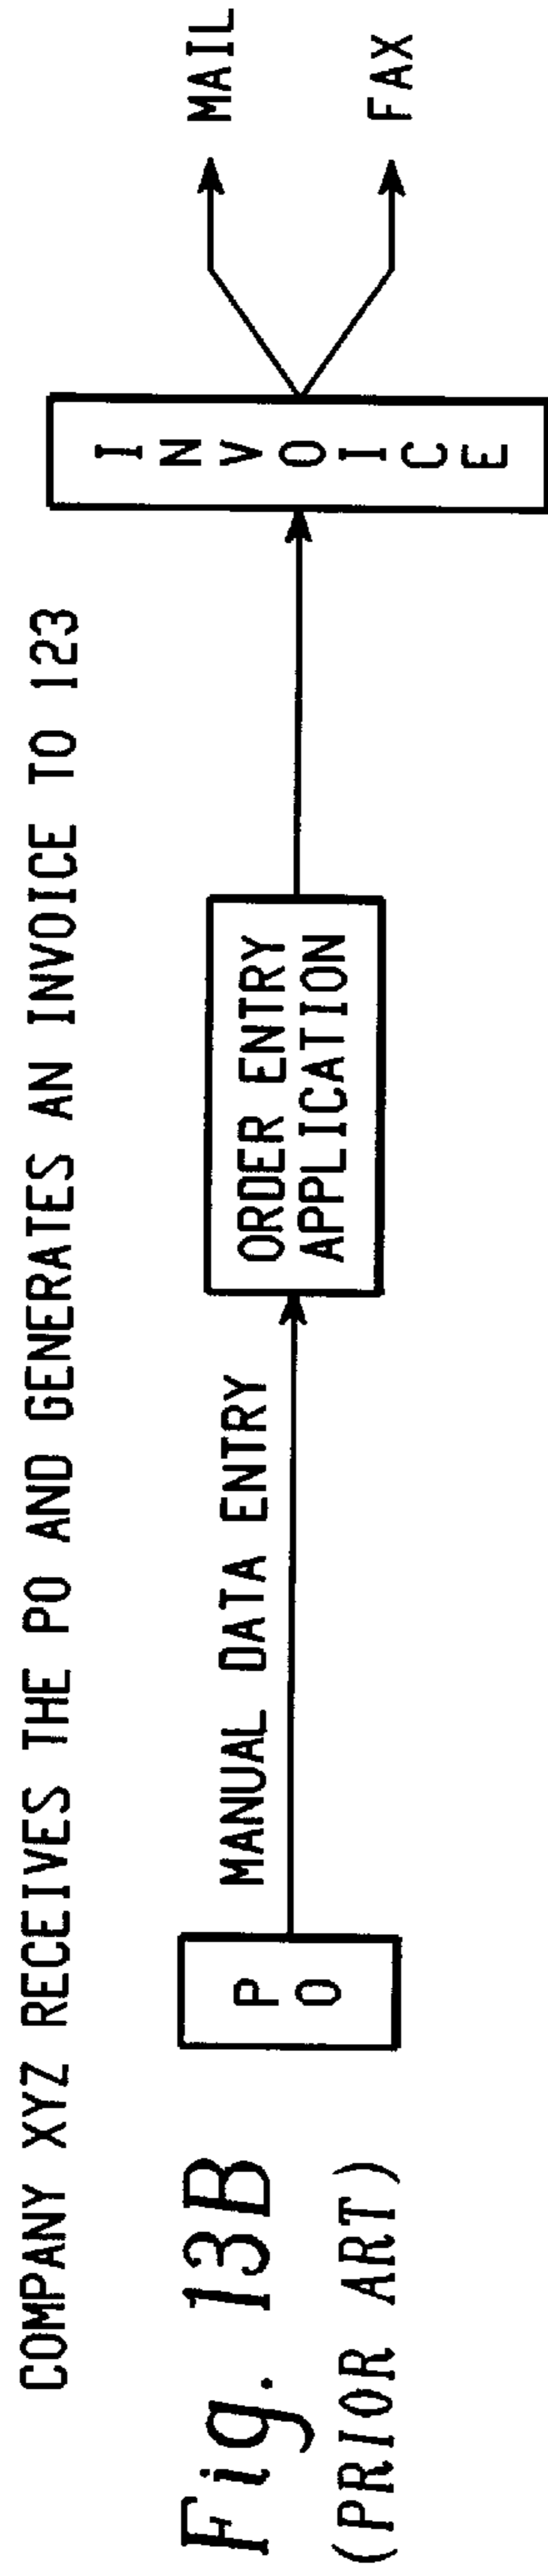 COMPANY XYZ RECEIVES THE PO AND GENERATES AN INVOICE TO 123
Fig. 13B
(PRIOR ART)
PO
MANUAL DATA ENTRY
ORDER ENTRY
APPLICATION
INVOICE
MAIL
FAX